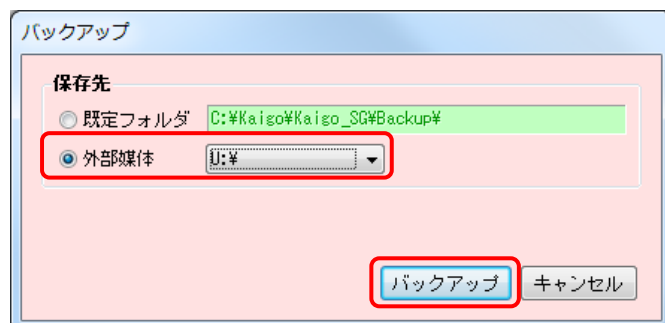 バックアップ
保存先
既定フォルダ C:¥Kaigo¥Kaigo_SG¥Backup¥
外部媒体 U:¥
バックアップ キャンセル